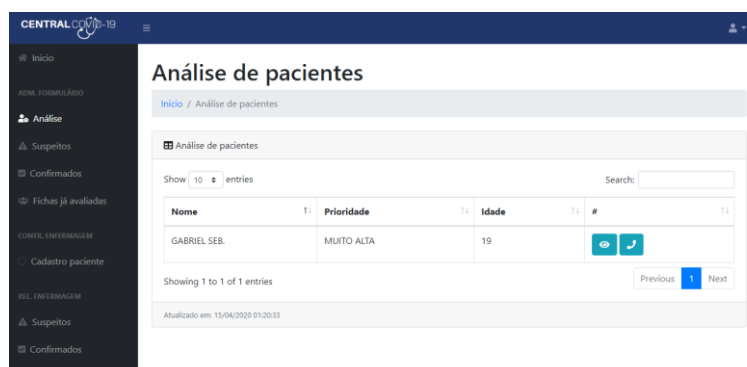 CENTRAL COVID-19
Início
ADM. FORMULÁRIO
Análise
Suspeitos
Confirmados
Fichas já avaliadas
CONTR. ENFERMAGEM
Cadastro paciente
REL. ENFERMAGEM
Suspeitos
Confirmados
Análise de pacientes
Início / Análise de pacientes
Análise de pacientes
Show 10 entries
Search:
Nome Prioridade Idade #
GABRIEL SEB. MUITO ALTA 19
Showing 1 to 1 of 1 entries
Previous 1 Next
Atualizado em: 15/04/2020 01:20:33